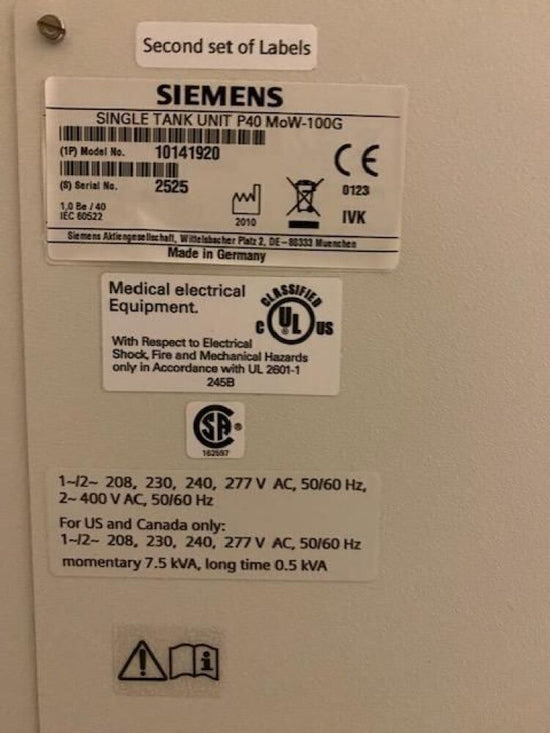 Second set of Labels
SIEMENS
SINGLE TANK UNIT P40 MoW-100G
(1P) Model No. 10141920
(S) Serial No. 2525
1,0 Be / 40
IEC 60522
2010
CE
0123
IVK
Siemens Aktiengesellschaft, Wittelsbacher Platz 2, DE-80333 Muenchen
Made in Germany
Medical electrical
Equipment.
CLASSIFIED
C UL US
With Respect to Electrical
Shock, Fire and Mechanical Hazards
only in Accordance with UL 2601-1
245B
SA
162697
1~/2~ 208, 230, 240, 277 V AC, 50/60 Hz,
2~ 400 V AC, 50/60 Hz
For US and Canada only:
1~/2~ 208, 230, 240, 277 V AC, 50/60 Hz
momentary 7.5 kVA, long time 0.5 kVA